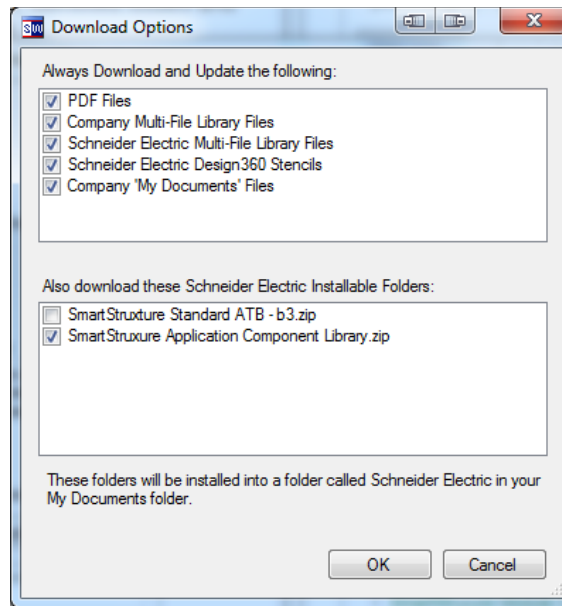 SW Download Options
Always Download and Update the following:
PDF Files
Company Multi-File Library Files
Schneider Electric Multi-File Library Files
Schneider Electric Design360 Stencils
Company 'My Documents' Files
Also download these Schneider Electric Installable Folders:
SmartStruxture Standard ATB - b3.zip
SmartStruxure Application Component Library.zip
These folders will be installed into a folder called Schneider Electric in your
My Documents folder.
OK Cancel